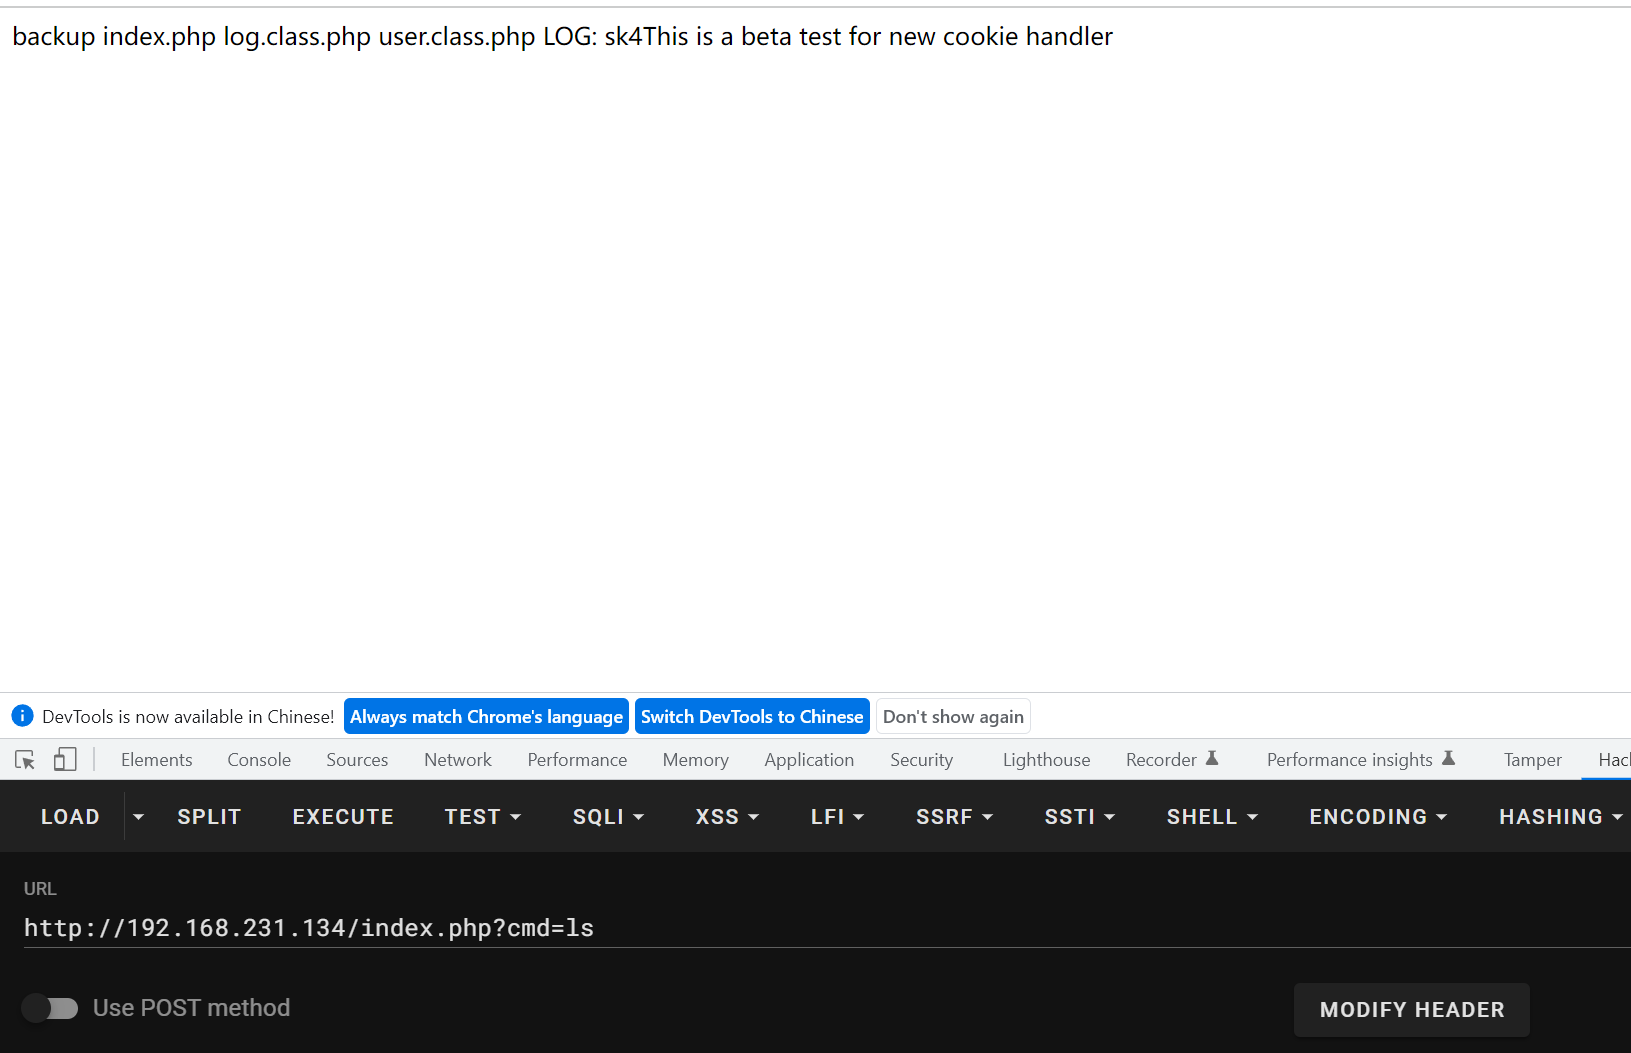 backup index.php log.class.php user.class.php LOG: sk4This is a beta test for new cookie handler
DevTools is now available in Chinese! Always match Chrome's language Switch DevTools to Chinese Don't show again
Elements Console Sources Network Performance Memory Application Security Lighthouse Recorder Performance insights Tamper Hac
LOAD SPLIT EXECUTE TEST SQLI XSS LFI SSRF SSTI SHELL ENCODING HASHING
URL
http://192.168.231.134/index.php?cmd=ls
Use POST method MODIFY HEADER